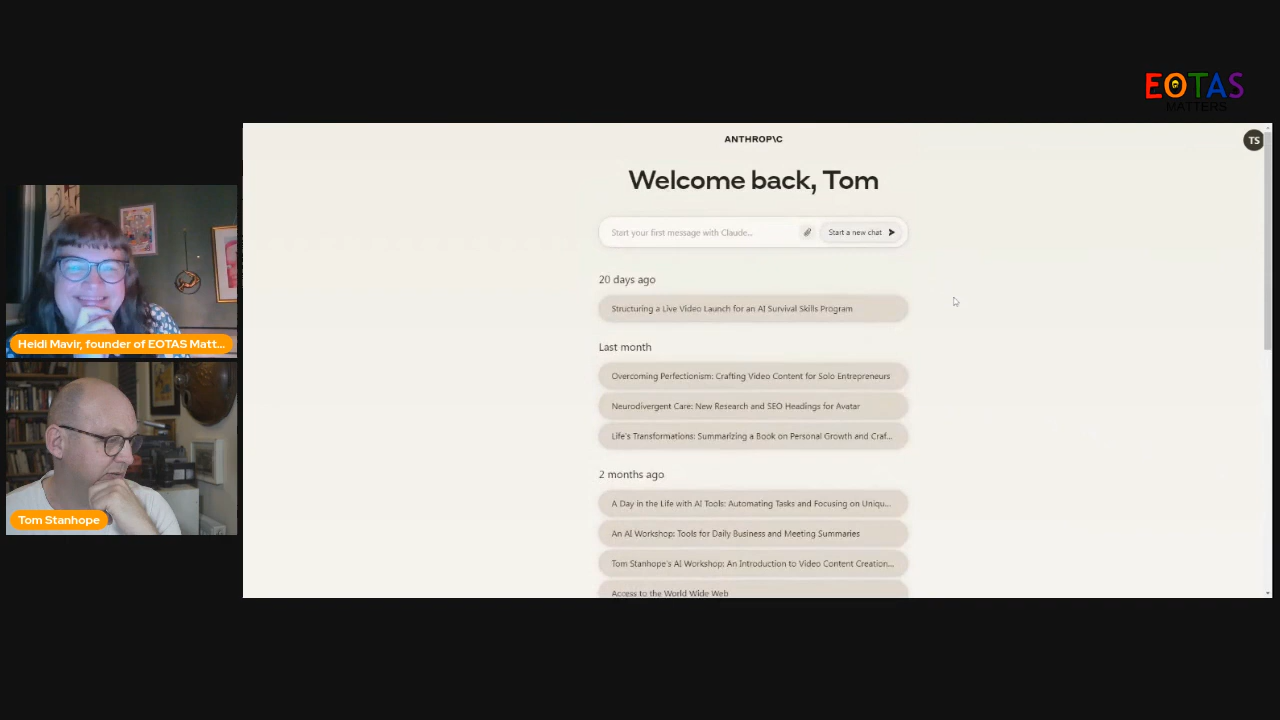 EOTAS
MATTERS
ANTHROP\C
TS
Welcome back, Tom
Start your first message with Claude...
Start a new chat
20 days ago
Structuring a Live Video Launch for an AI Survival Skills Program
Last month
Overcoming Perfectionism: Crafting Video Content for Solo Entrepreneurs
Neurodivergent Care: New Research and SEO Headings for Avatar
Life's Transformations: Summarizing a Book on Personal Growth and Craf...
2 months ago
A Day in the Life with AI Tools: Automating Tasks and Focusing on Uniqu...
An AI Workshop: Tools for Daily Business and Meeting Summaries
Tom Stanhope's AI Workshop: An Introduction to Video Content Creation...
Access to the World Wide Web
Heidi Mavir, founder of EOTAS Matt...
Tom Stanhope